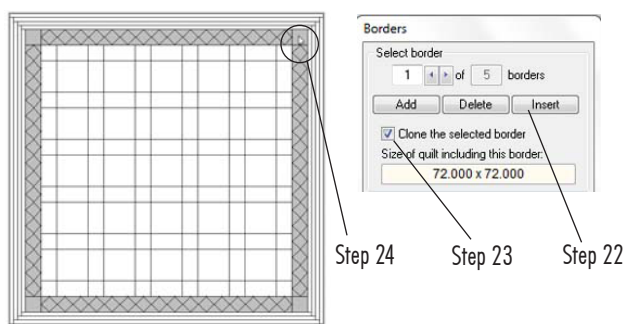 Borders
Select border
1 of 5 borders
Add Delete Insert
Clone the selected border
Size of quilt including this border:
72.000 x 72.000
Step 24 Step 23 Step 22